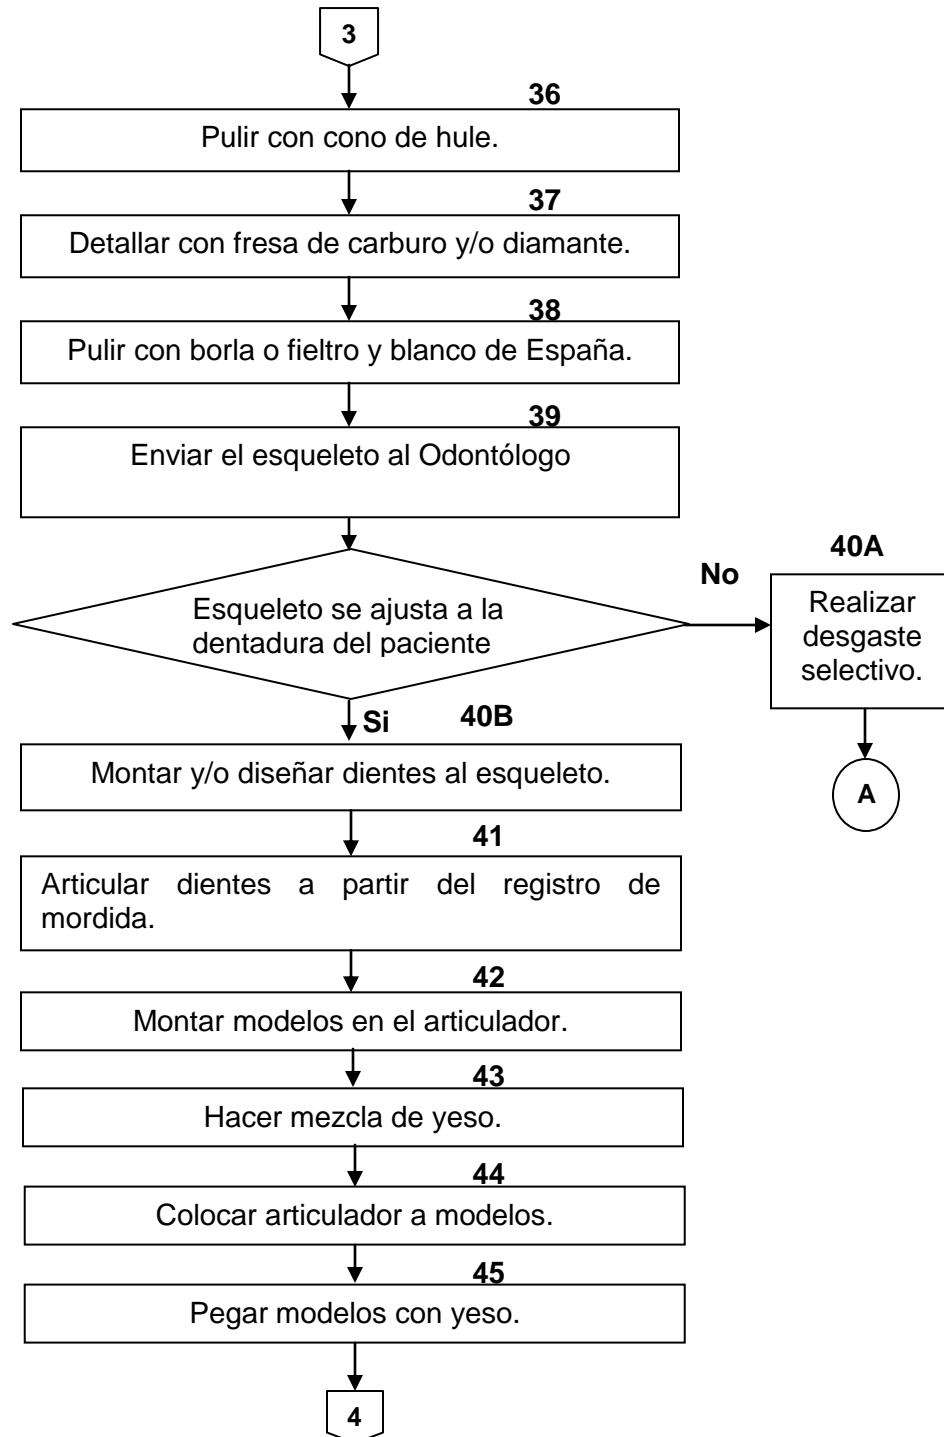 3
36
Pulir con cono de hule.
37
Detallar con fresa de carburo y/o diamante.
38
Pulir con borla o fieltro y blanco de España.
39
Enviar el esqueleto al Odontólogo
Esqueleto se ajusta a la
dentadura del paciente
No
40A
Realizar
desgaste
selectivo.
A
Si
40B
Montar y/o diseñar dientes al esqueleto.
41
Articular dientes a partir del registro de
mordida.
42
Montar modelos en el articulador.
43
Hacer mezcla de yeso.
44
Colocar articulador a modelos.
45
Pegar modelos con yeso.
4